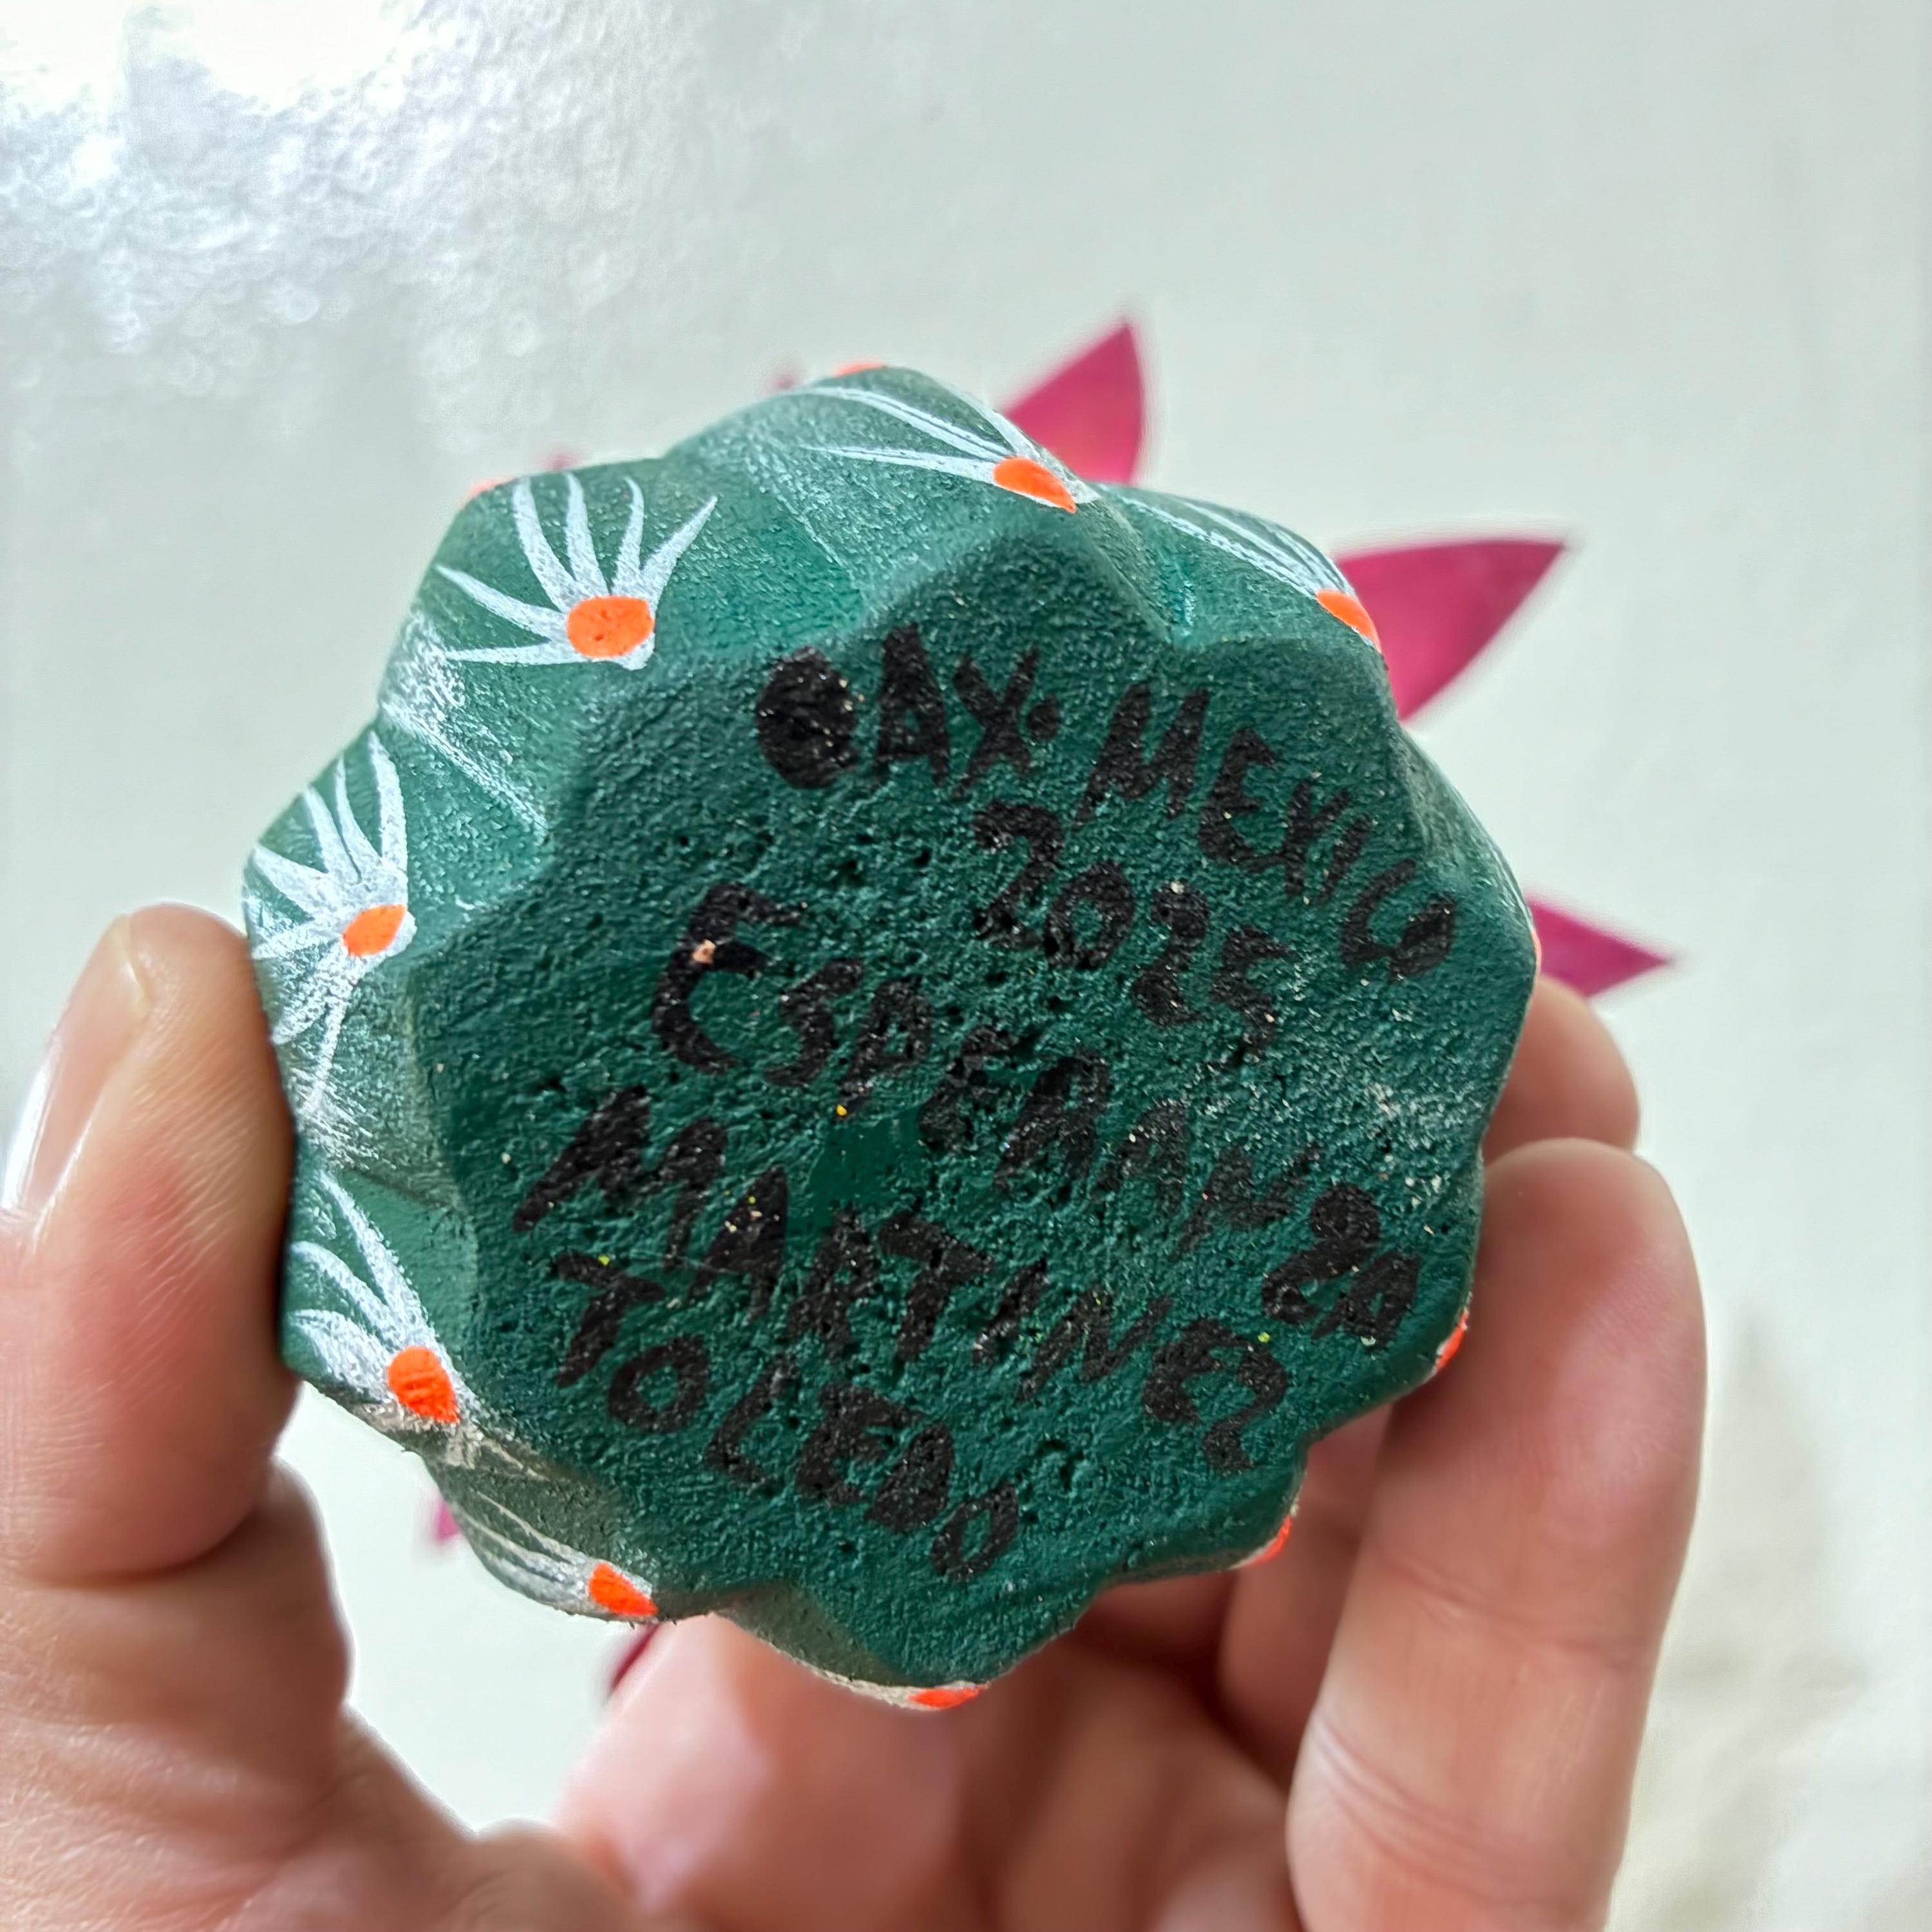 OAX. MEXICO
2025
ESPERANZA
MARTINEZ
TOLEDO